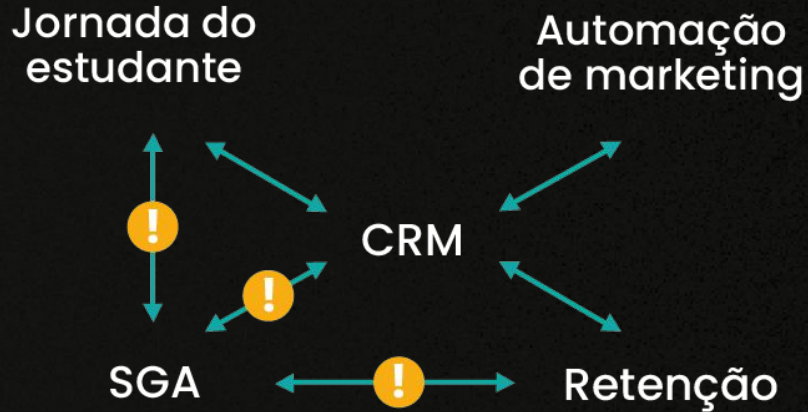 Jornada do
estudante
Automação
de marketing
!
CRM
!
SGA
!
Retenção